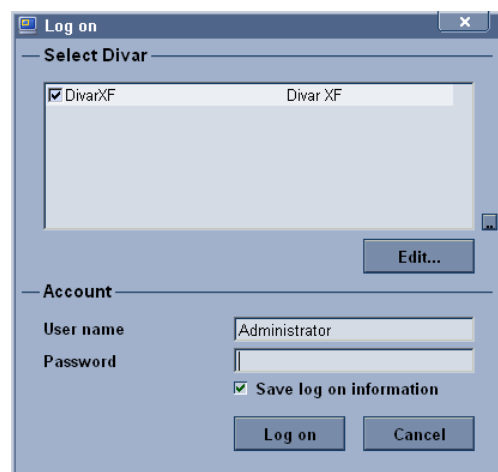 Log on
Select Divar
DivarXF Divar XF
..
Edit...
Account
User name Administrator
Password
Save log on information
Log on Cancel